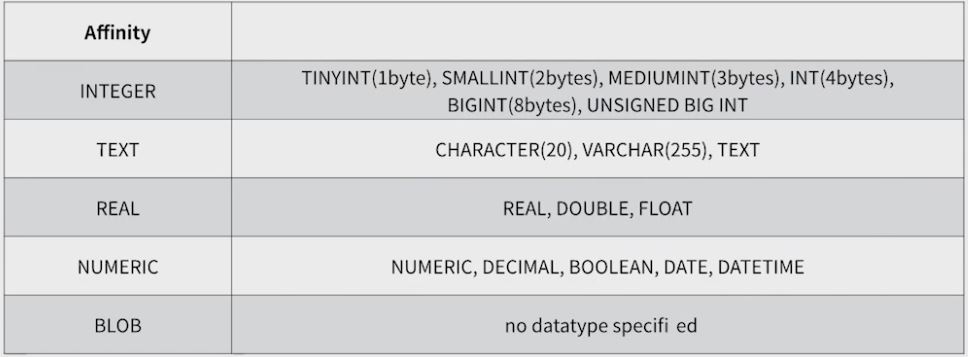 Affinity
INTEGER
TINYINT(1byte), SMALLINT(2bytes), MEDIUMINT(3bytes), INT(4bytes),
BIGINT(8bytes), UNSIGNED BIG INT
TEXT
CHARACTER(20), VARCHAR(255), TEXT
REAL
REAL, DOUBLE, FLOAT
NUMERIC
NUMERIC, DECIMAL, BOOLEAN, DATE, DATETIME
BLOB
no datatype specifi ed